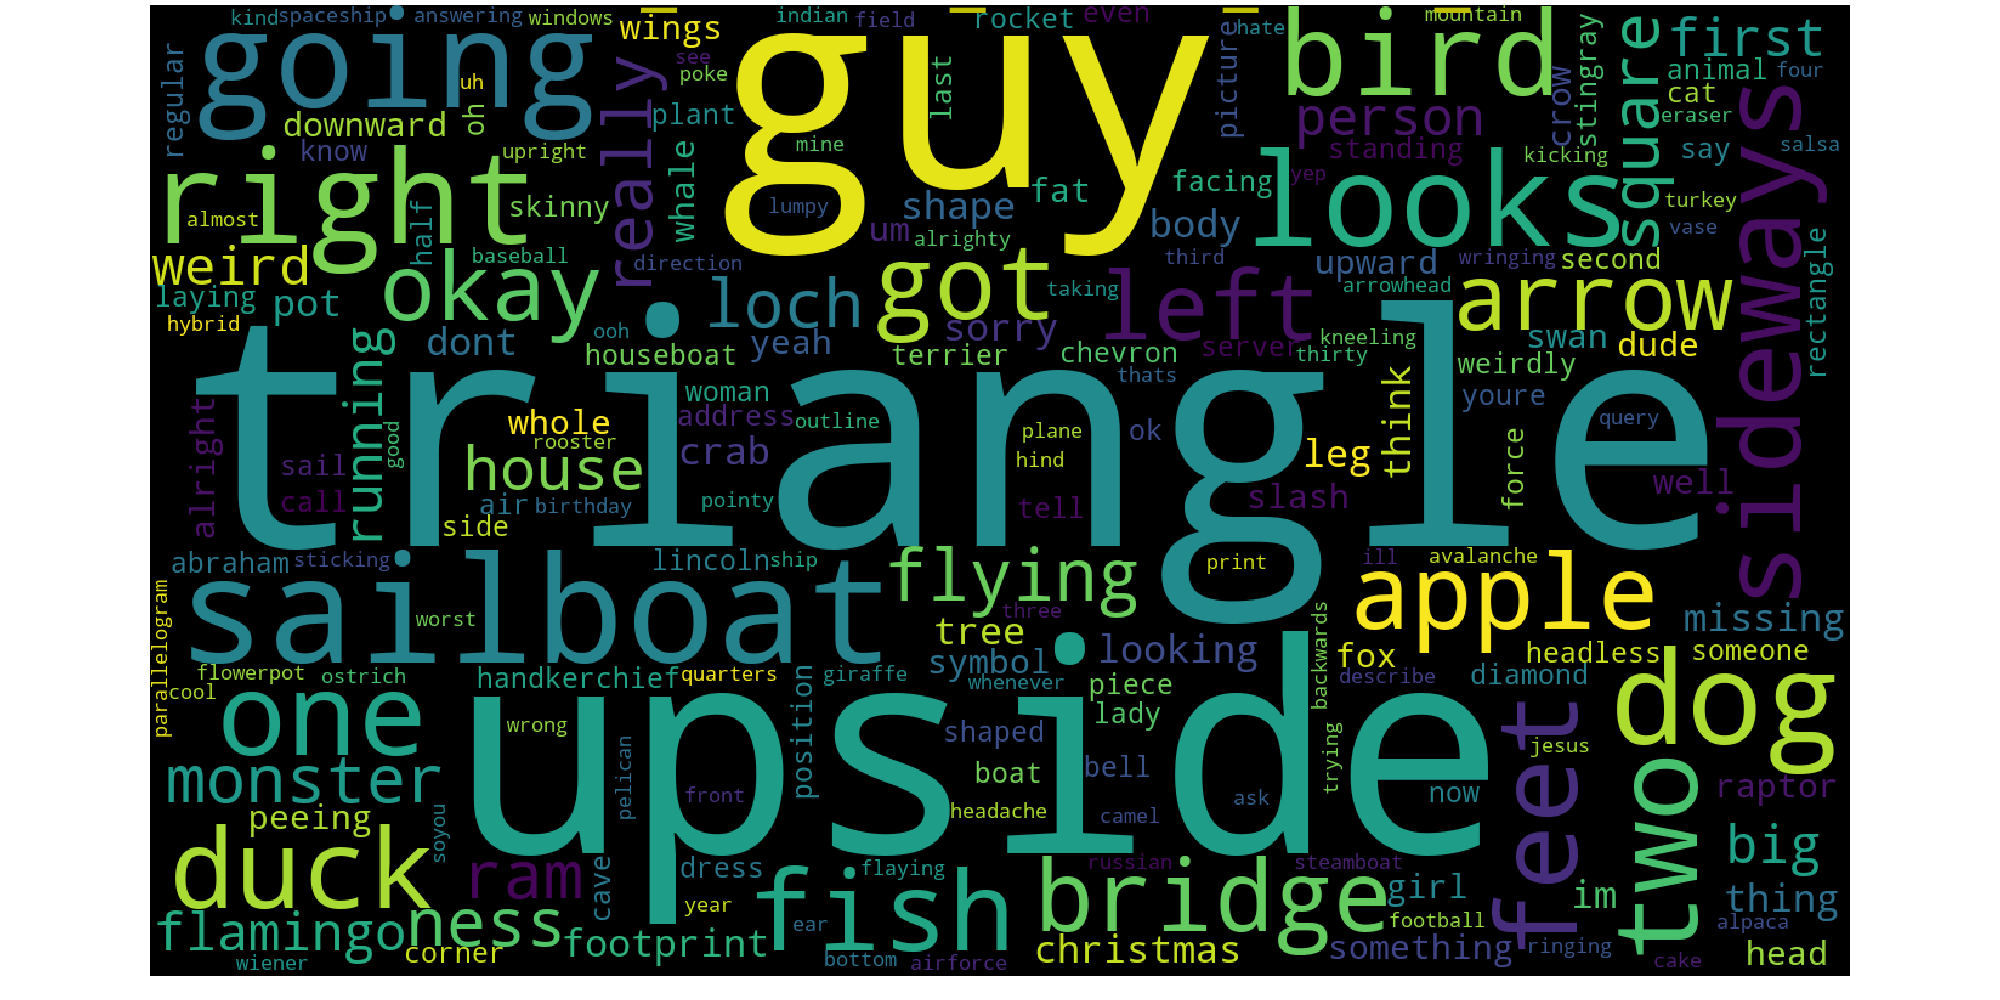 kind
spaceship
answering
windows
wings
indian
field
rocket
even
mountain
hate
going
guy
bird
square
first
regular
uh
oh
really
see
poke
plant
last
picture
crow
stingray
animal
four
cat
eraser
downward
person
sideways
know
upright
whale
mine
standing
kicking
say
salsa
right
skinny
fat
facing
yep
looks
turkey
almost
half
lumpy
shape
um
alrighty
body
vase
weird
baseball
direction
third
upward
wringing
second
rectangle
laying
pot
okay
loch
got
taking
left
arrowhead
arrow
hybrid
running
ooh
dont
houseboat
yeah
sorry
terrier
chevron
server
thirty
kneeling
weirdly
swan
dude
triangle
thats
woman
address
outline
think
youre
query
alright
good
whole
rooster
house
crab
plane
hind
ok
leg
force
well
sail
call
air
birthday
side
pointy
tell
slash
abraham
sticking
lincoln
ship
flying
print
ill
avalanche
apple
sailboat
worst
three
tree
backwards
missing
parallelogram
flowerpot
ostrich
cool
handkerchief
quarters
position
giraffe
symbol
whenever
looking
piece
lady
fox
describe
headless
diamond
someone
one
wrong
upside
shaped
trying
jesus
dog
monster
pelican
front
boat
bell
feet
two
raptor
peeing
soyou
headache
camel
ask
now
duck
ram
cave
dress
flaying
russian
steamboat
big
year
fish
bridge
girl
im
thing
flamingo
ness
footprint
ear
football
alpaca
wiener
corner
bottom
airforce
christmas
something
ringing
cake
head